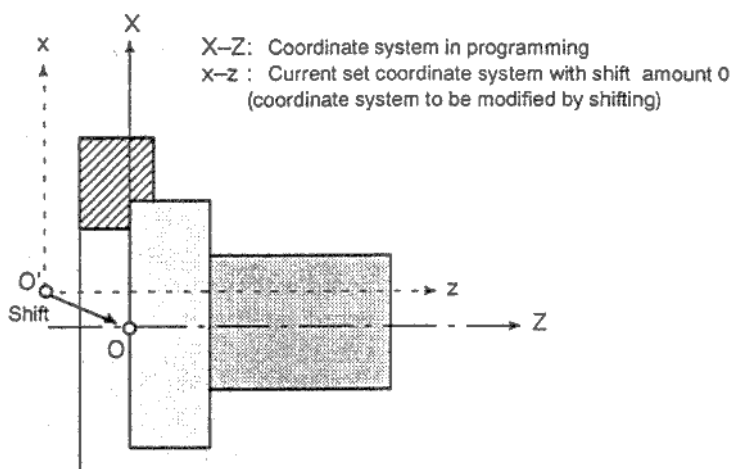 X
x
X–Z: Coordinate system in programming
x–z : Current set coordinate system with shift amount 0
(coordinate system to be modified by shifting)
O'
z
Shift
O
Z